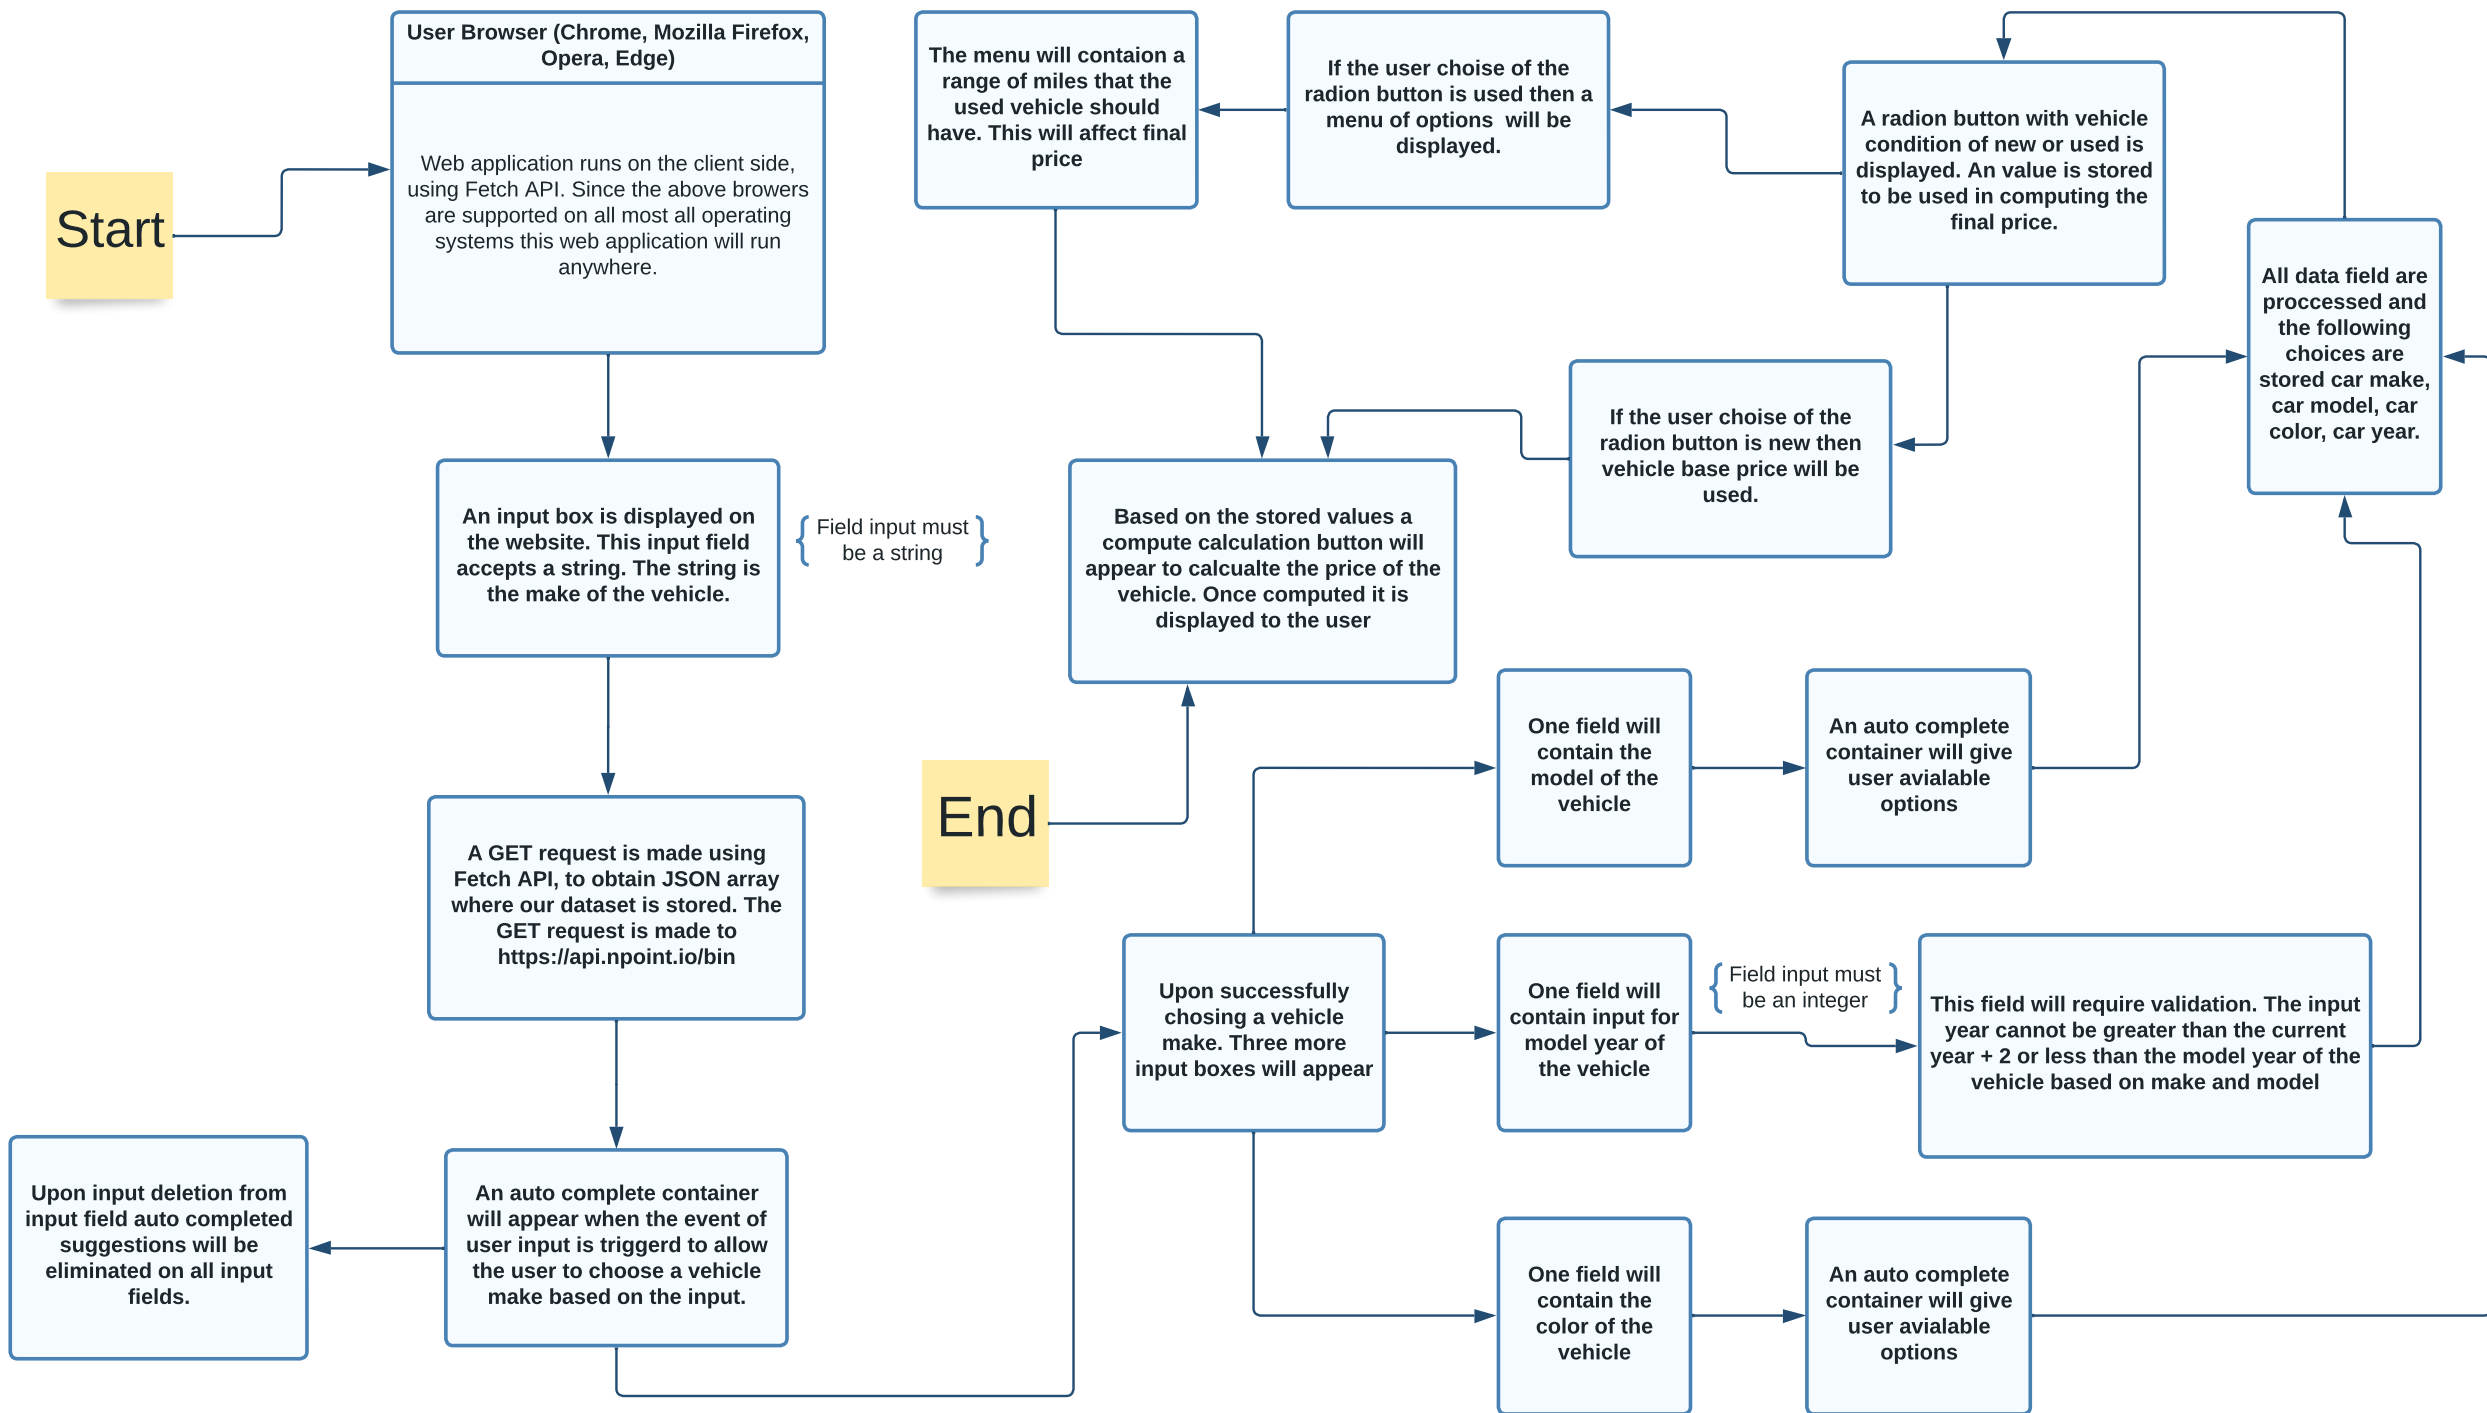 Start
User Browser (Chrome, Mozilla Firefox,
Opera, Edge)
Web application runs on the client side,
using Fetch API. Since the above browers
are supported on all most all operating
systems this web application will run
anywhere.
An input box is displayed on
the website. This input field
accepts a string. The string is
the make of the vehicle.
Field input must
be a string
A GET request is made using
Fetch API, to obtain JSON array
where our dataset is stored. The
GET request is made to
https://api.npoint.io/bin
An auto complete container
will appear when the event of
user input is triggerd to allow
the user to choose a vehicle
make based on the input.
Upon input deletion from
input field auto completed
suggestions will be
eliminated on all input
fields.
Upon successfully
chosing a vehicle
make. Three more
input boxes will appear
One field will
contain the
model of the
vehicle
An auto complete
container will give
user avialable
options
One field will
contain input for
model year of
the vehicle
Field input must
be an integer
This field will require validation. The input
year cannot be greater than the current
year + 2 or less than the model year of the
vehicle based on make and model
One field will
contain the
color of the
vehicle
An auto complete
container will give
user avialable
options
All data field are
proccessed and
the following
choices are
stored car make,
car model, car
color, car year.
A radion button with vehicle
condition of new or used is
displayed. An value is stored
to be used in computing the
final price.
If the user choise of the
radion button is used then a
menu of options  will be
displayed.
The menu will contaion a
range of miles that the
used vehicle should
have. This will affect final
price
If the user choise of the
radion button is new then
vehicle base price will be
used.
Based on the stored values a
compute calculation button will
appear to calcualte the price of the
vehicle. Once computed it is
displayed to the user
End